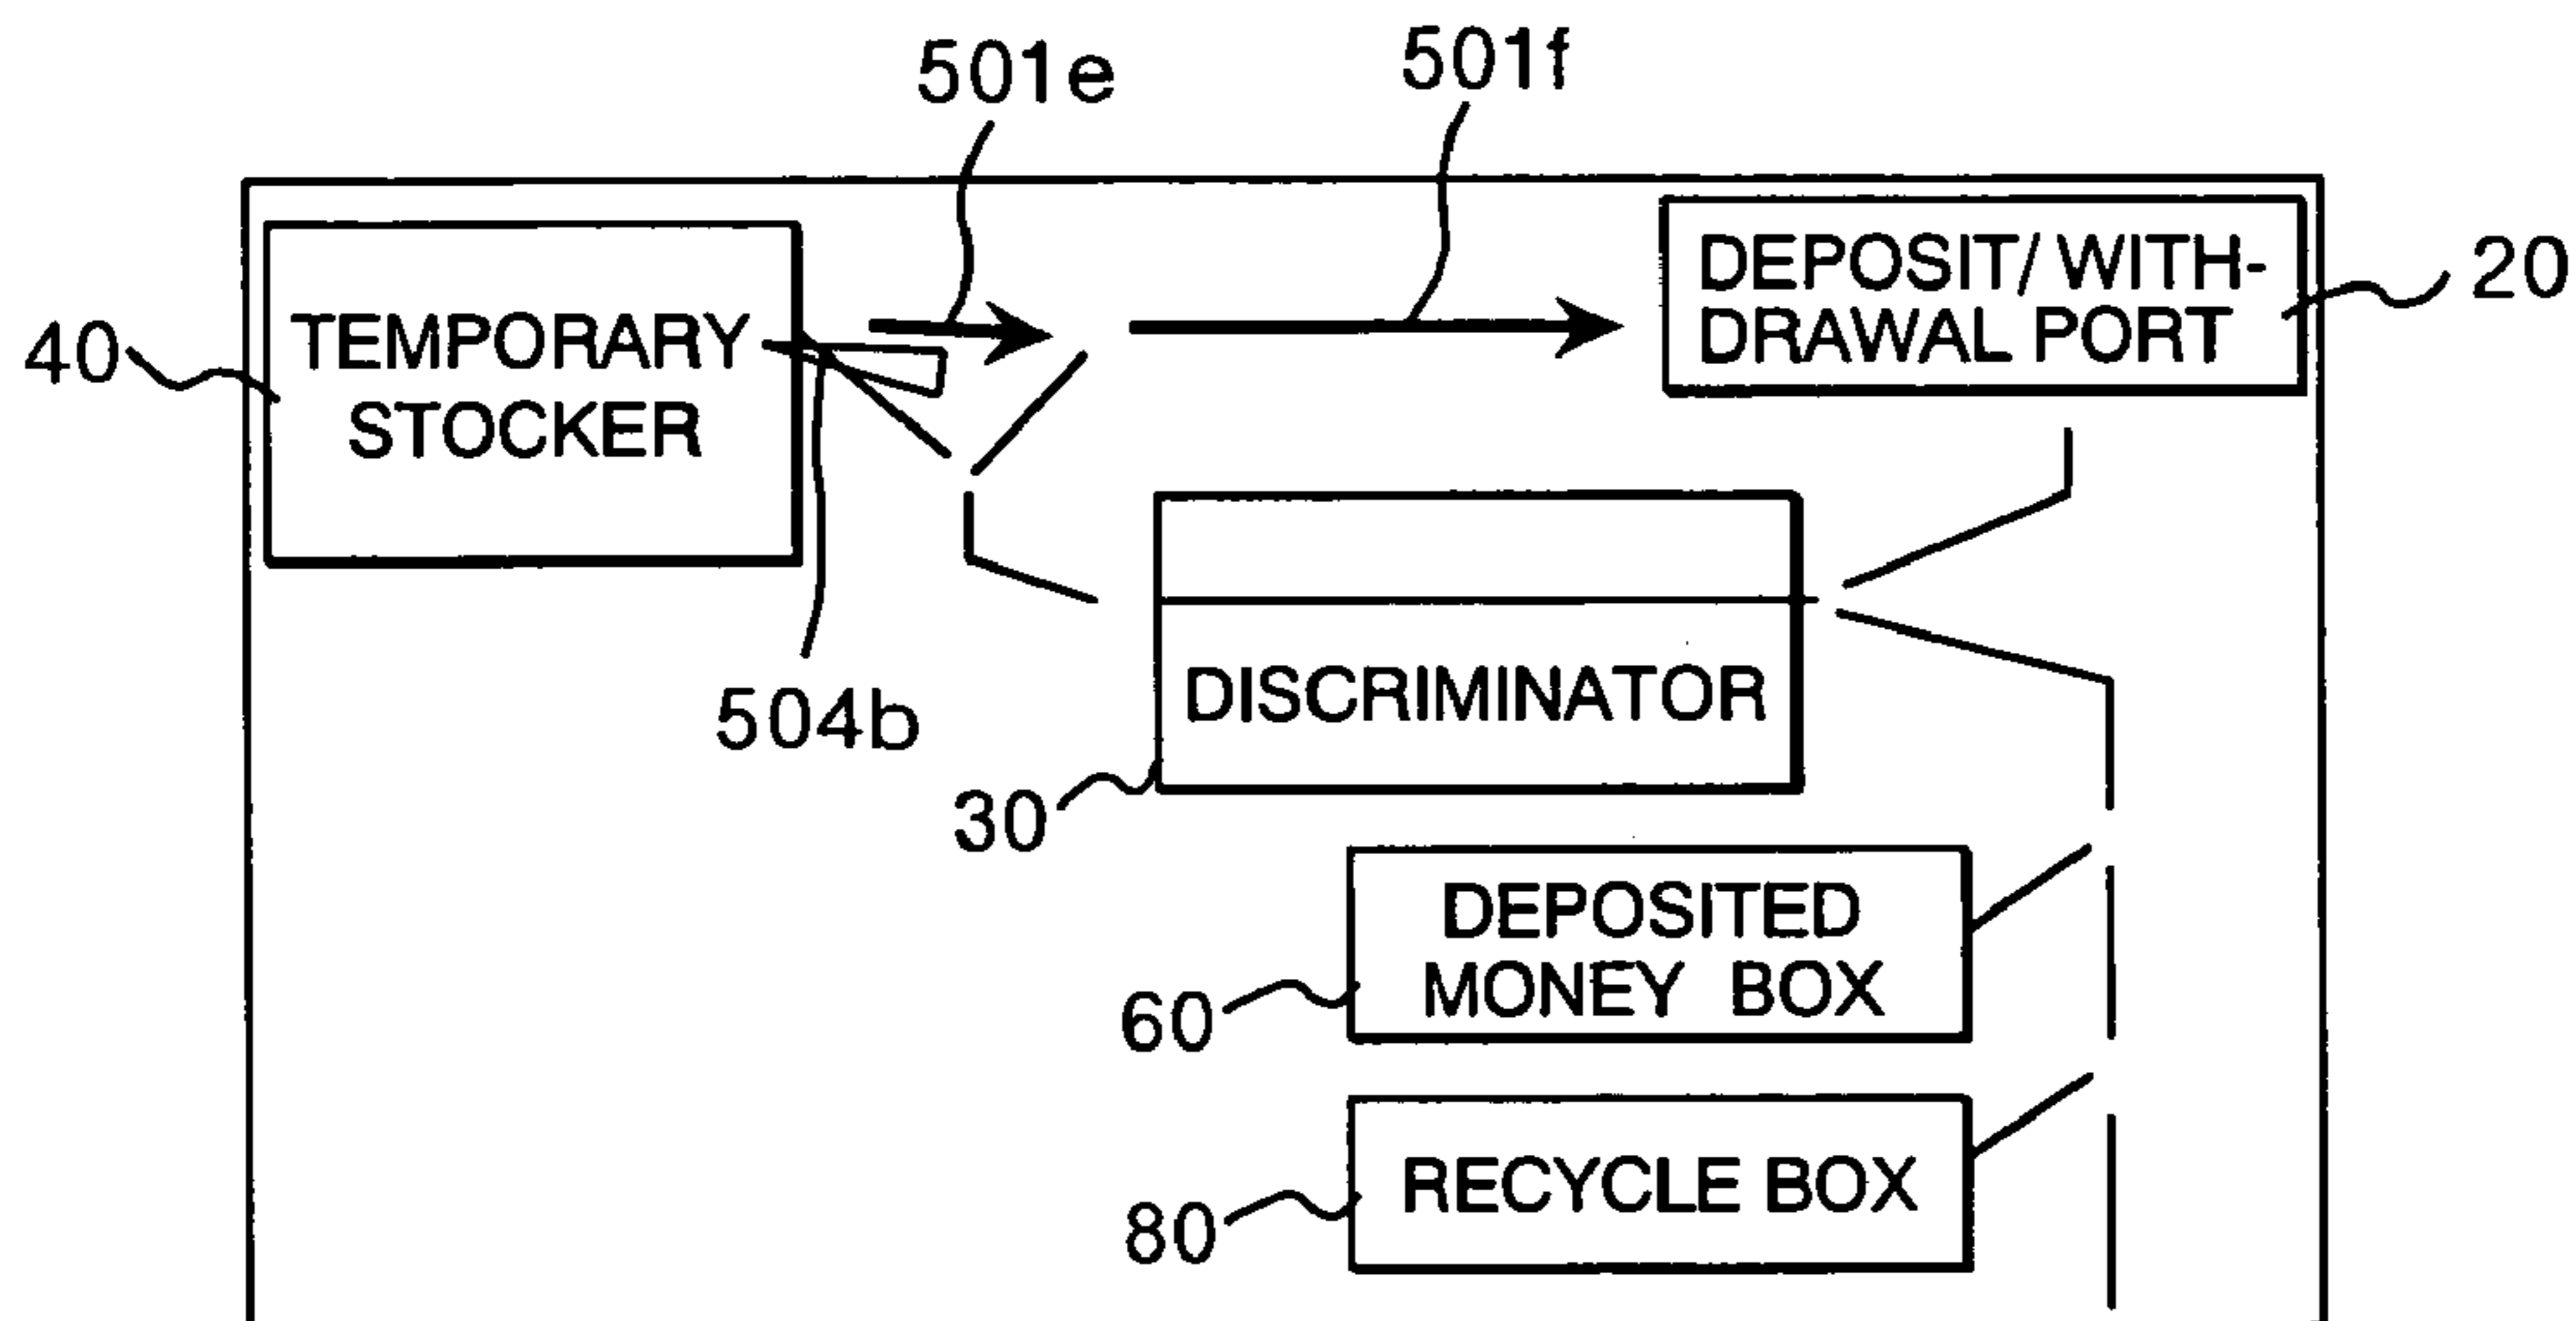 501e
501f
DEPOSIT/ WITH-
DRAWAL PORT
20
40
TEMPORARY
STOCKER
504b
DISCRIMINATOR
30
DEPOSITED
MONEY BOX
60
RECYCLE BOX
80